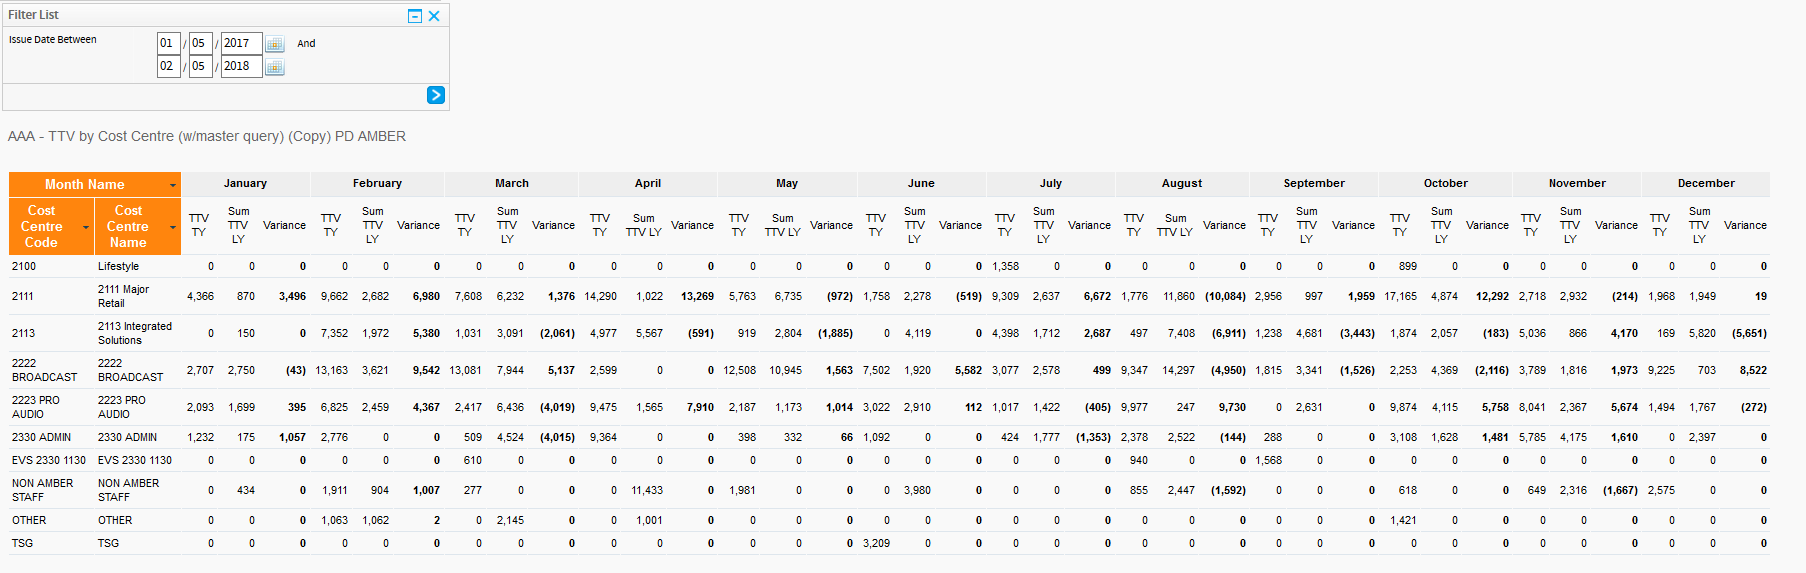 Filter List
Issue Date Between 01 / 05 / 2017 And
02 / 05 / 2018
AAA - TTV by Cost Centre (w/master query) (Copy) PD AMBER
Month Name January February March April May June July August September October November December
Cost Centre Code Cost Centre Name TTV TY Sum TTV LY Variance TTV TY Sum TTV LY Variance TTV TY Sum TTV LY Variance TTV TY Sum TTV LY Variance TTV TY Sum TTV LY Variance TTV TY Sum TTV LY Variance TTV TY Sum TTV LY Variance TTV TY Sum TTV LY Variance TTV TY Sum TTV LY Variance TTV TY Sum TTV LY Variance TTV TY Sum TTV LY Variance TTV TY Sum TTV LY Variance
2100 Lifestyle 0 0 0 0 0 0 0 0 0 0 0 0 0 0 0 0 0 0 1,358 0 0 0 0 0 0 0 0 899 0 0 0 0 0 0 0 0
2111 2111 Major Retail 4,366 870 3,496 9,662 2,682 6,980 7,608 6,232 1,376 14,290 1,022 13,269 5,763 6,735 (972) 1,758 2,278 (519) 9,309 2,637 6,672 1,776 11,860 (10,084) 2,956 997 1,959 17,165 4,874 12,292 2,718 2,932 (214) 1,968 1,949 19
2113 2113 Integrated Solutions 0 150 0 7,352 1,972 5,380 1,031 3,091 (2,061) 4,977 5,567 (591) 919 2,804 (1,885) 0 4,119 0 4,398 1,712 2,687 497 7,408 (6,911) 1,238 4,681 (3,443) 1,874 2,057 (183) 5,036 866 4,170 169 5,820 (5,651)
2222 BROADCAST 2222 BROADCAST 2,707 2,750 (43) 13,163 3,621 9,542 13,081 7,944 5,137 2,599 0 0 12,508 10,945 1,563 7,502 1,920 5,582 3,077 2,578 499 9,347 14,297 (4,950) 1,815 3,341 (1,526) 2,253 4,369 (2,116) 3,789 1,816 1,973 9,225 703 8,522
2223 PRO AUDIO 2223 PRO AUDIO 2,093 1,699 395 6,825 2,459 4,367 2,417 6,436 (4,019) 9,475 1,565 7,910 2,187 1,173 1,014 3,022 2,910 112 1,017 1,422 (405) 9,977 247 9,730 0 2,631 0 9,874 4,115 5,758 8,041 2,367 5,674 1,494 1,767 (272)
2330 ADMIN 2330 ADMIN 1,232 175 1,057 2,776 0 0 509 4,524 (4,015) 9,364 0 0 398 332 66 1,092 0 0 424 1,777 (1,353) 2,378 2,522 (144) 288 0 0 3,108 1,628 1,481 5,785 4,175 1,610 0 2,397 0
EVS 2330 1130 EVS 2330 1130 0 0 0 0 0 0 610 0 0 0 0 0 0 0 0 0 0 0 0 0 0 940 0 0 1,568 0 0 0 0 0 0 0 0 0 0 0
NON AMBER STAFF NON AMBER STAFF 0 434 0 1,911 904 1,007 277 0 0 0 11,433 0 1,981 0 0 0 3,980 0 0 0 0 855 2,447 (1,592) 0 0 0 618 0 0 649 2,316 (1,667) 2,575 0 0
OTHER OTHER 0 0 0 1,063 1,062 2 0 2,145 0 0 1,001 0 0 0 0 0 0 0 0 0 0 0 0 0 0 0 0 1,421 0 0 0 0 0 0 0 0
TSG TSG 0 0 0 0 0 0 0 0 0 0 0 0 0 0 0 3,209 0 0 0 0 0 0 0 0 0 0 0 0 0 0 0 0 0 0 0 0